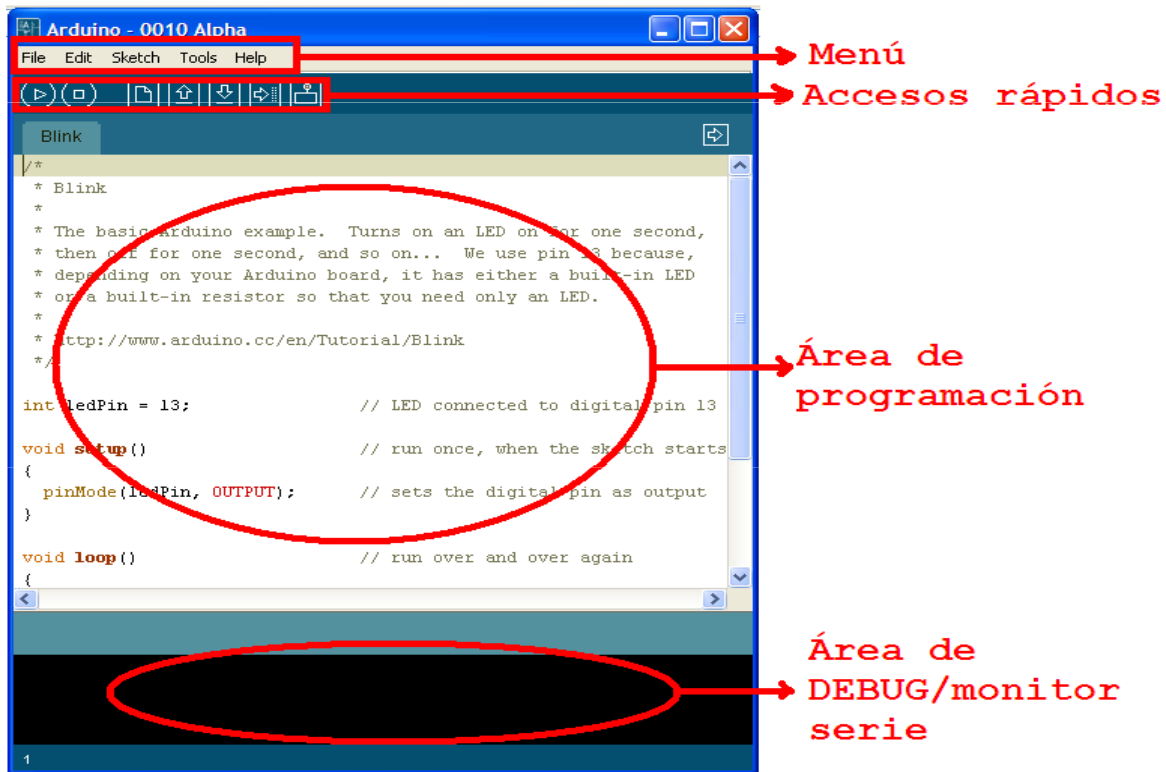 Arduino - 0010 Alpha
File Edit Sketch Tools Help
Menú
Accesos rápidos
Blink
/*
 * Blink
 *
 * The basic Arduino example.  Turns on an LED on for one second,
 * then off for one second, and so on...  We use pin 13 because,
 * depending on your Arduino board, it has either a built-in LED
 * or a built-in resistor so that you need only an LED.
 *
 * http://www.arduino.cc/en/Tutorial/Blink
 */
Área de
programación
int ledPin = 13;                 // LED connected to digital pin 13
void setup()                     // run once, when the sketch starts
{
  pinMode(ledPin, OUTPUT);       // sets the digital pin as output
}
void loop()                      // run over and over again
{
Área de
DEBUG/monitor
serie
1